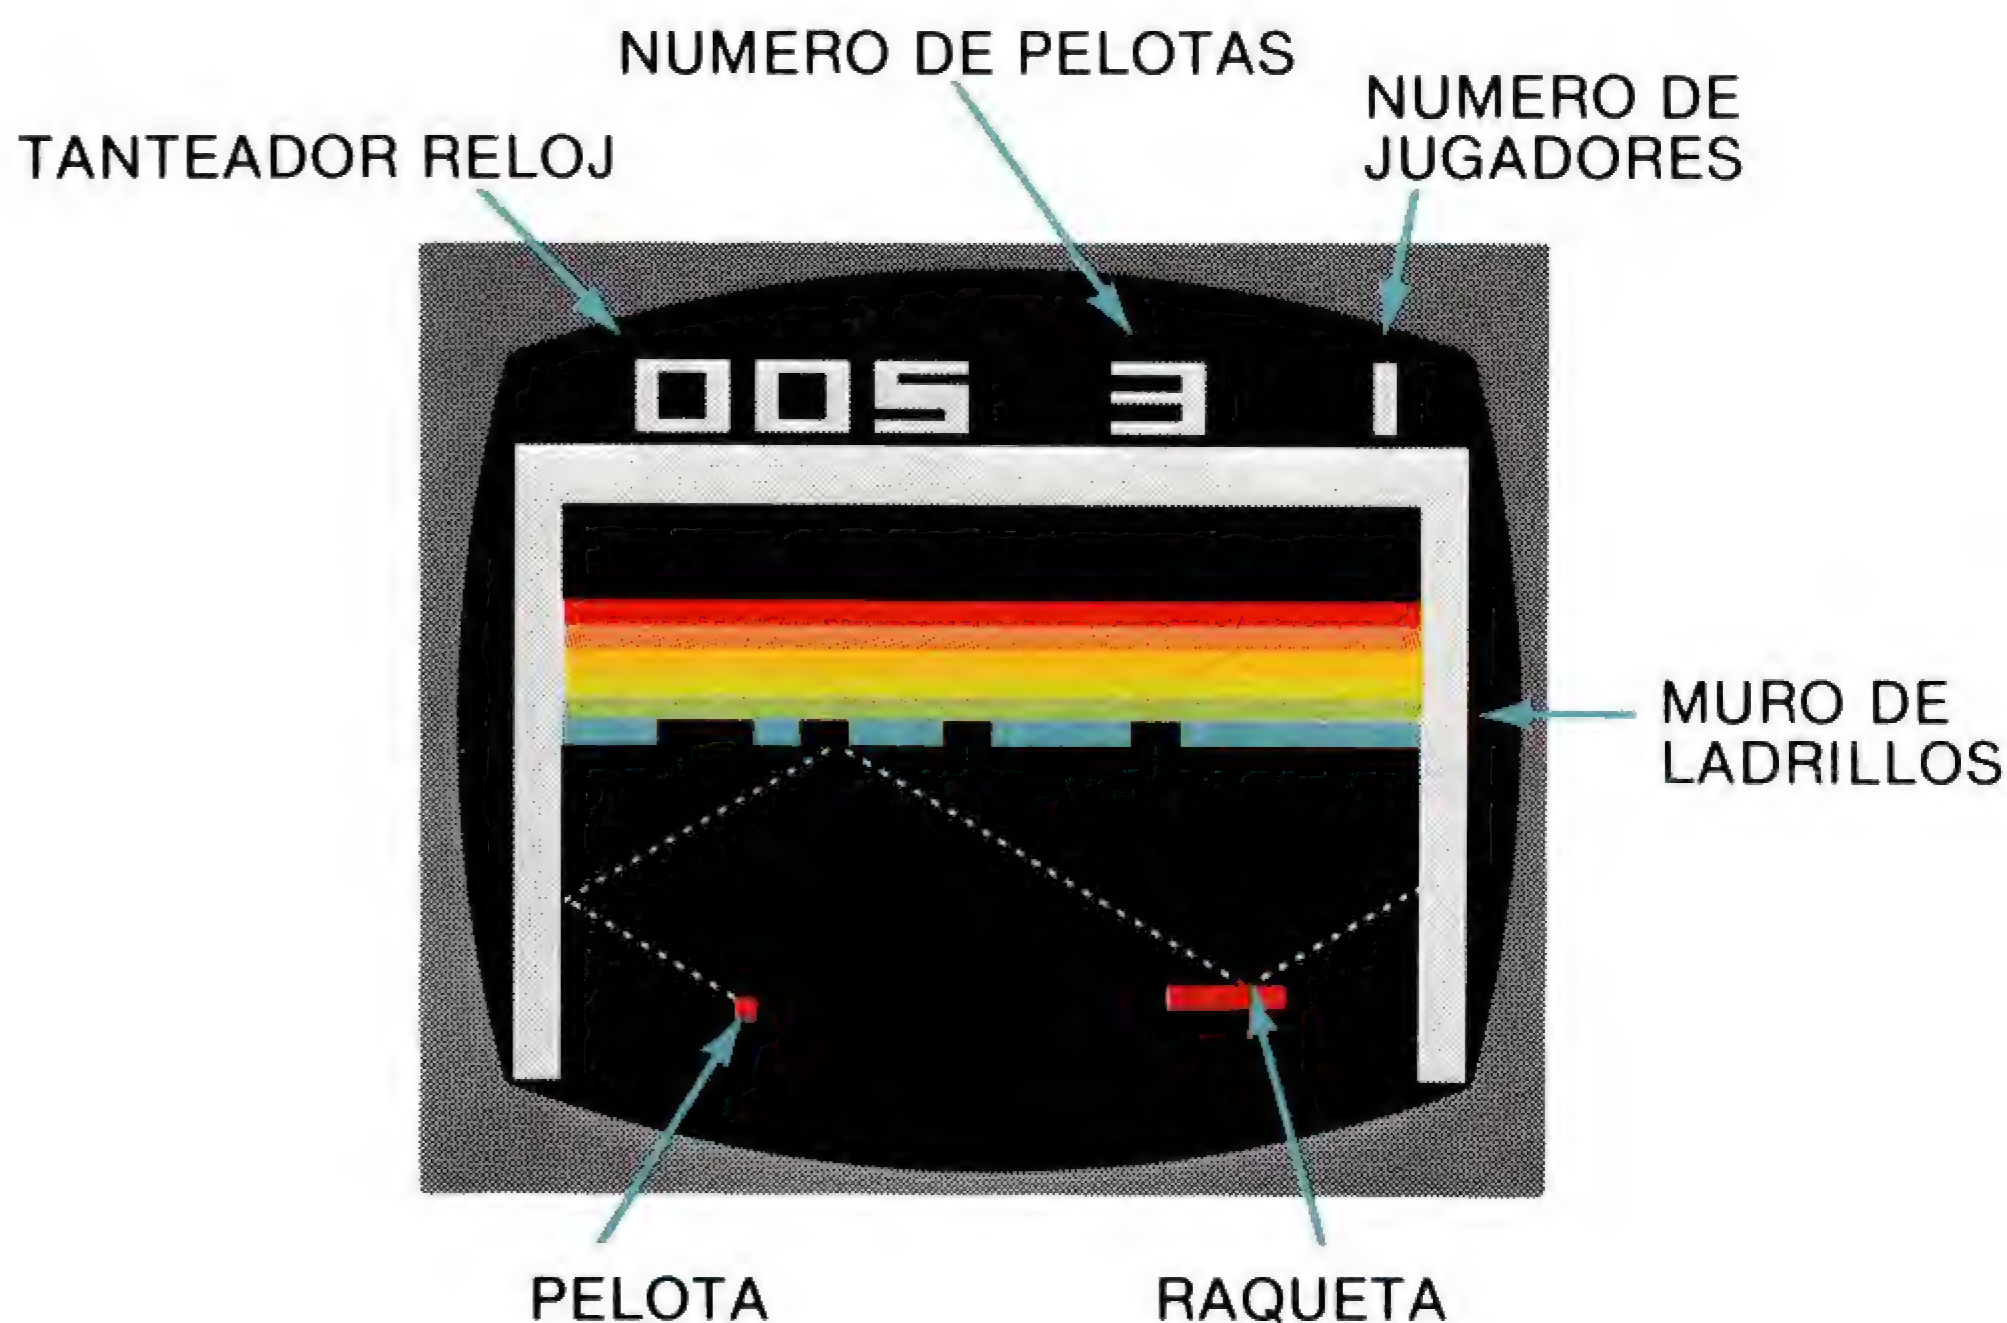 NUMERO DE PELOTAS
NUMERO DE
JUGADORES
TANTEADOR RELOJ
005 3 1
MURO DE
LADRILLOS
PELOTA
RAQUETA